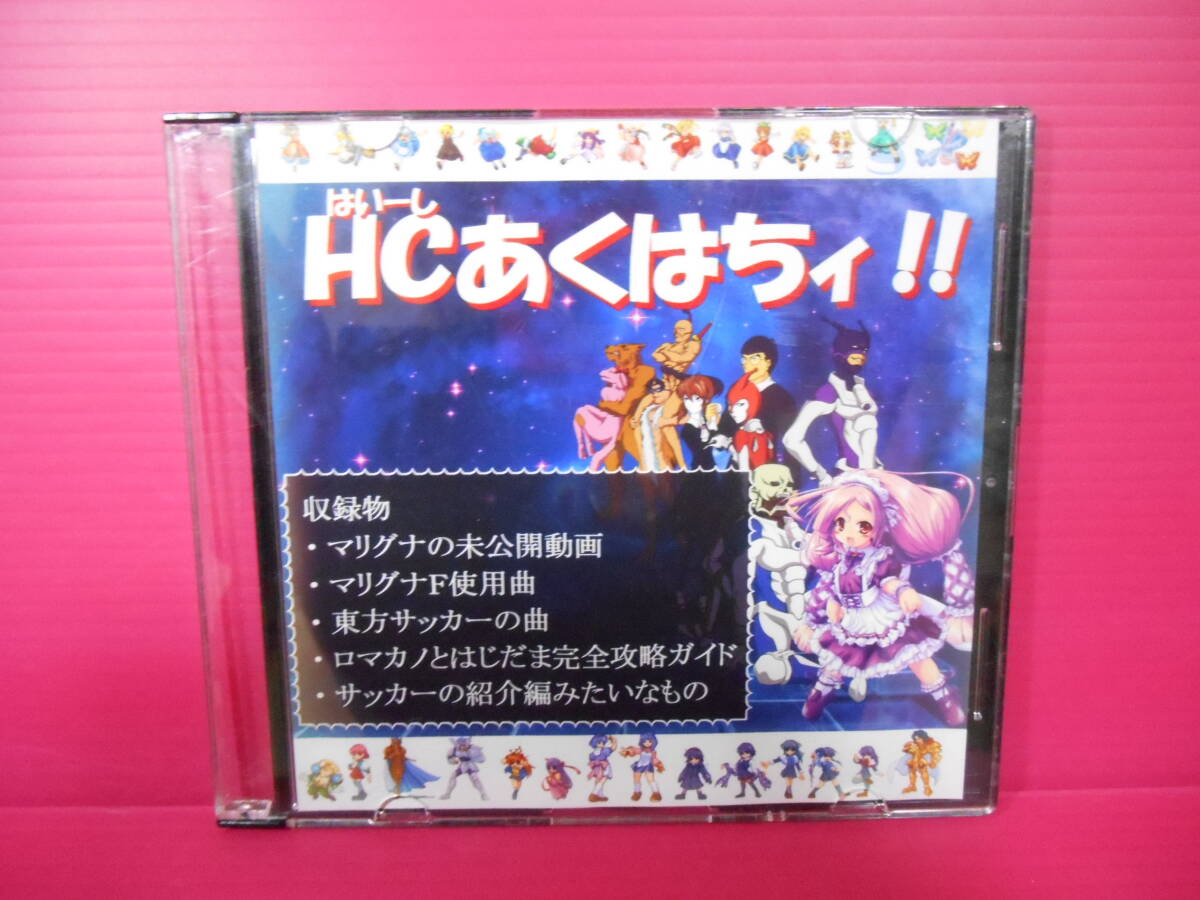 はいーし
HCあくはちィ!!
収録物
・マリグナの未公開動画
・マリグナF使用曲
・東方サッカーの曲
・ロマカノとはじだま完全攻略ガイド
・サッカーの紹介編みたいなもの